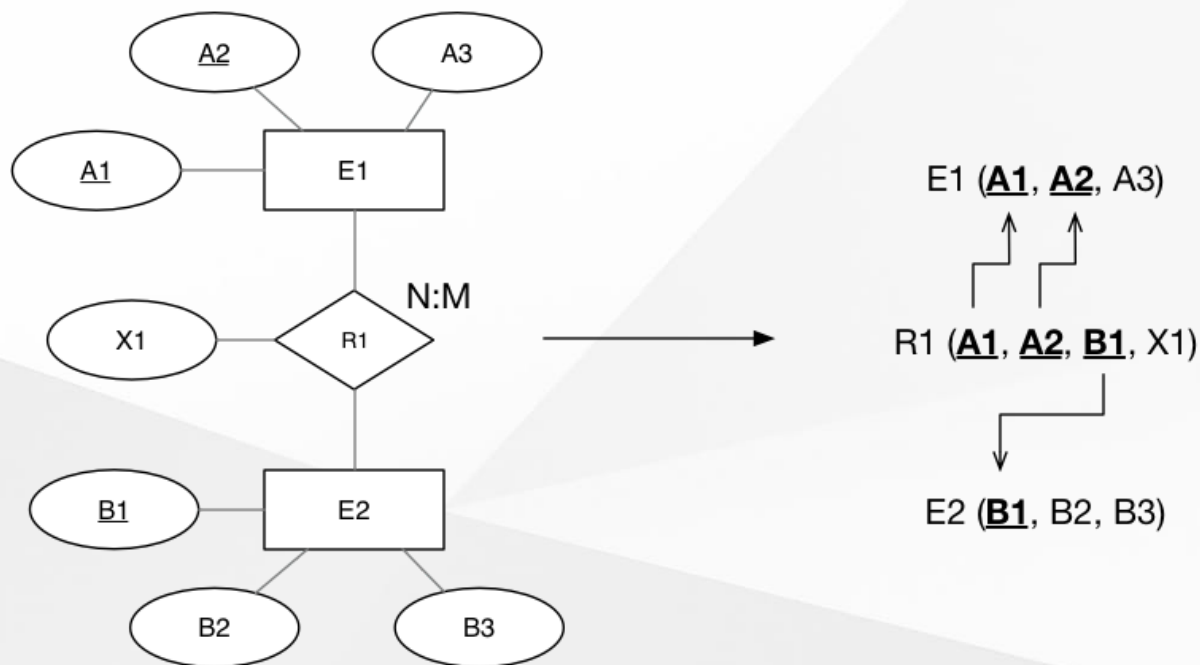 A2
A3
A1
E1
N:M
X1
R1
B1
E2
B2
B3
E1 (A1, A2, A3)
R1 (A1, A2, B1, X1)
E2 (B1, B2, B3)